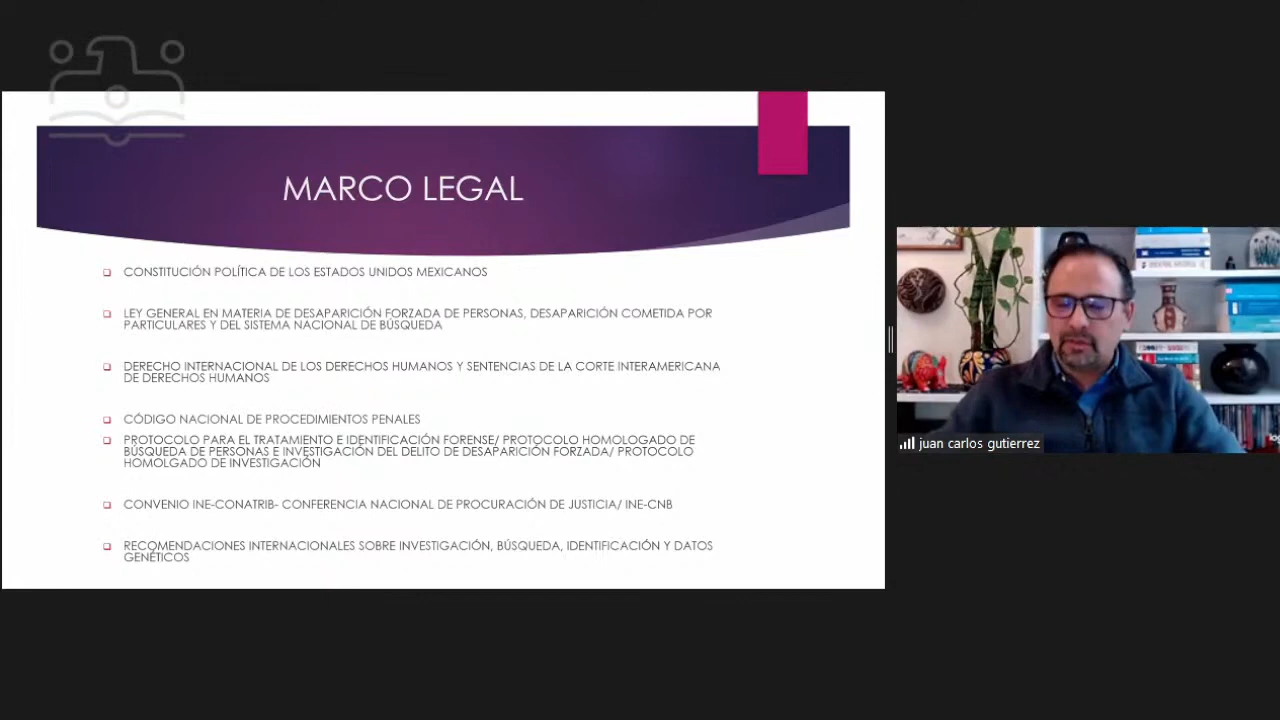 MARCO LEGAL
CONSTITUCIÓN POLÍTICA DE LOS ESTADOS UNIDOS MEXICANOS
LEY GENERAL EN MATERIA DE DESAPARICIÓN FORZADA DE PERSONAS, DESAPARICIÓN COMETIDA POR
PARTICULARES Y DEL SISTEMA NACIONAL DE BÚSQUEDA
DERECHO INTERNACIONAL DE LOS DERECHOS HUMANOS Y SENTENCIAS DE LA CORTE INTERAMERICANA
DE DERECHOS HUMANOS
CÓDIGO NACIONAL DE PROCEDIMIENTOS PENALES
PROTOCOLO PARA EL TRATAMIENTO E IDENTIFICACIÓN FORENSE/ PROTOCOLO HOMOLOGADO DE
BÚSQUEDA DE PERSONAS E INVESTIGACIÓN DEL DELITO DE DESAPARICIÓN FORZADA/ PROTOCOLO
HOMOLGADO DE INVESTIGACIÓN
CONVENIO INE-CONATRIB- CONFERENCIA NACIONAL DE PROCURACIÓN DE JUSTICIA/ INE-CNB
RECOMENDACIONES INTERNACIONALES SOBRE INVESTIGACIÓN, BÚSQUEDA, IDENTIFICACIÓN Y DATOS
GENÉTICOS
juan carlos gutierrez